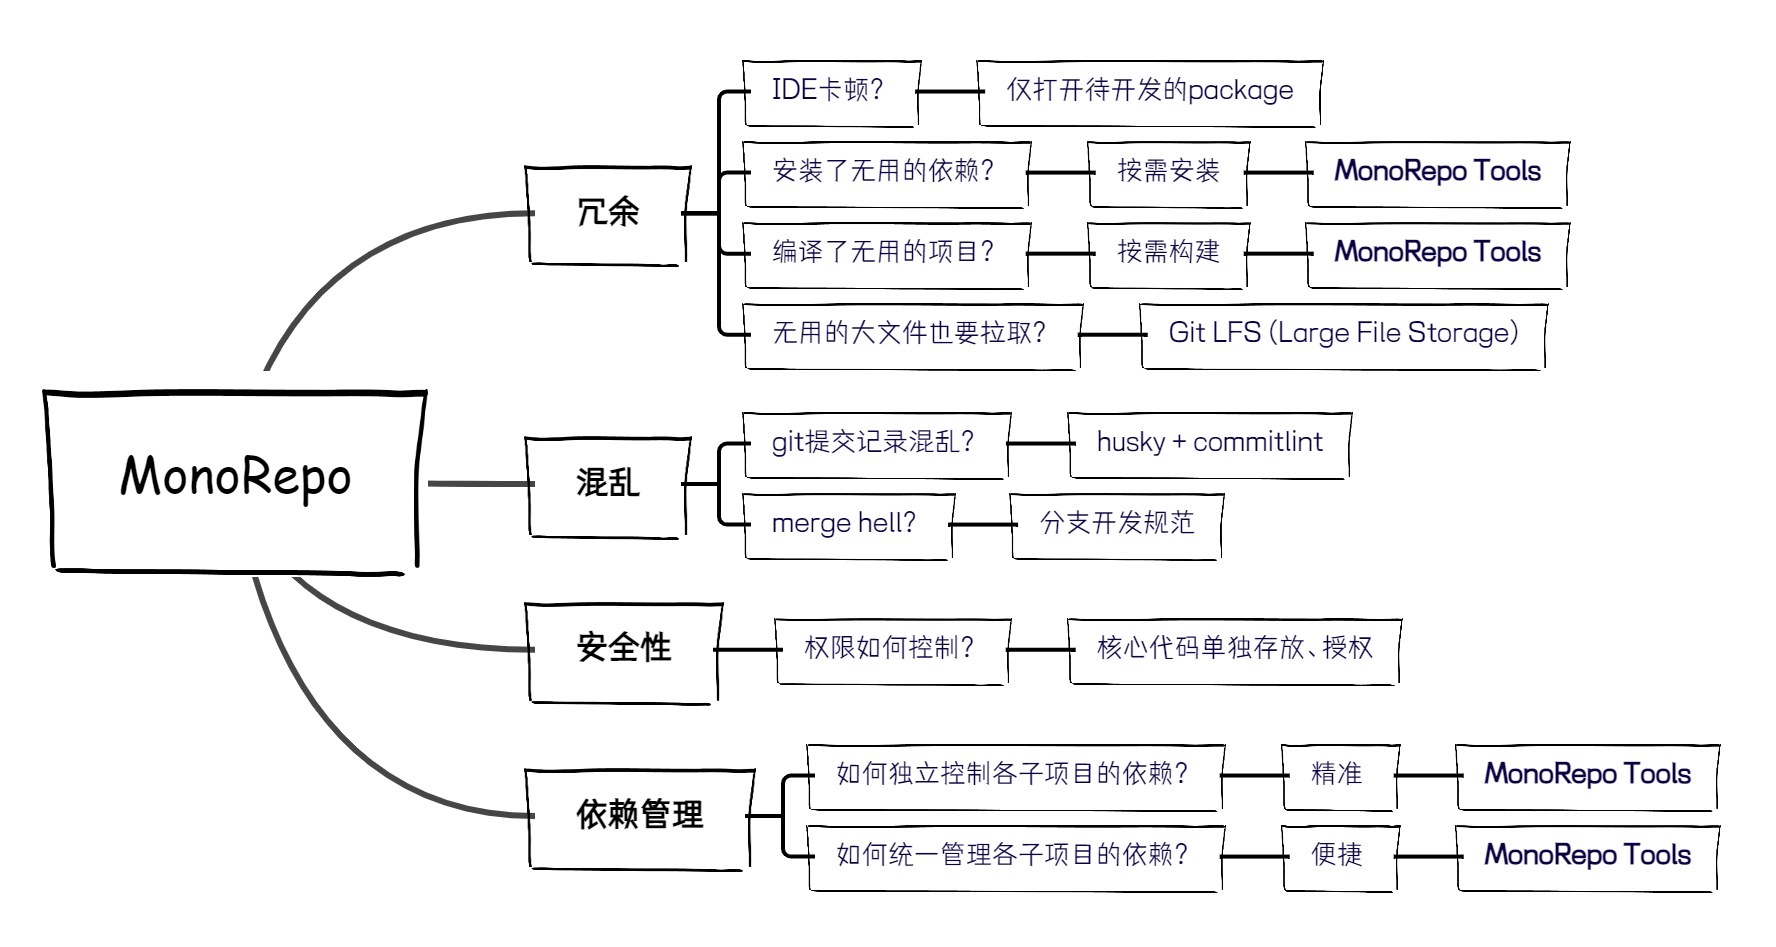 MonoRepo
冗余
IDE卡顿？
仅打开待开发的package
安装了无用的依赖？
按需安装
MonoRepo Tools
编译了无用的项目？
按需构建
MonoRepo Tools
无用的大文件也要拉取？
Git LFS（Large File Storage）
混乱
git提交记录混乱？
husky + commitlint
merge hell？
分支开发规范
安全性
权限如何控制？
核心代码单独存放、授权
依赖管理
如何独立控制各子项目的依赖？
精准
MonoRepo Tools
如何统一管理各子项目的依赖？
便捷
MonoRepo Tools